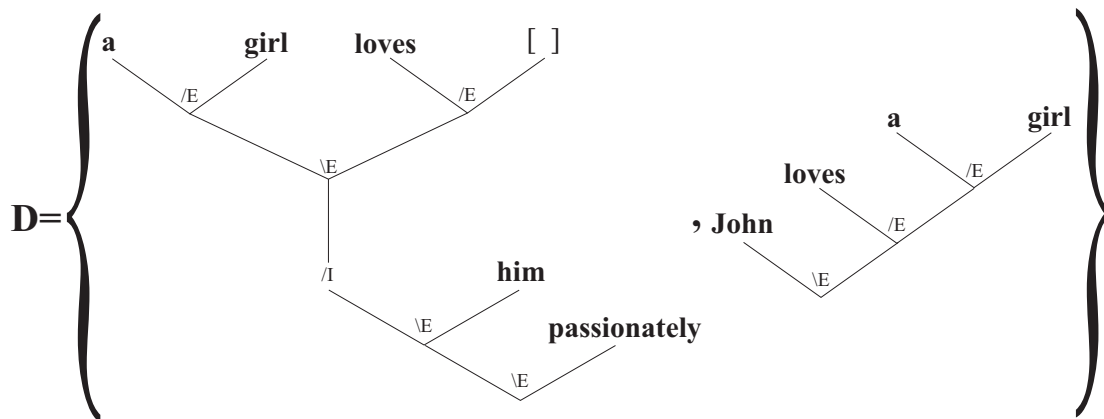 a girl loves [ ]
/E /E
a girl
\E
loves /E
D= , John /E
/I him \E
\E passionately
\E